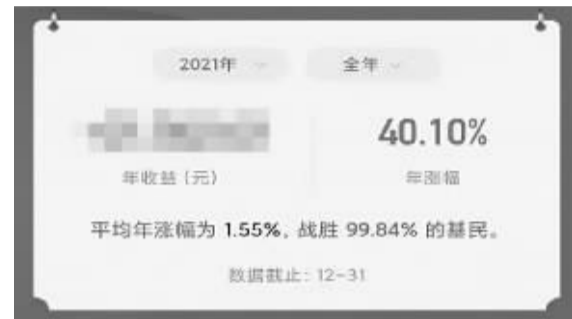 2021年 全年
40.10%
年收益（元） 年涨幅
平均年涨幅为 1.55%，战胜 99.84% 的基民。
数据截止：12-31